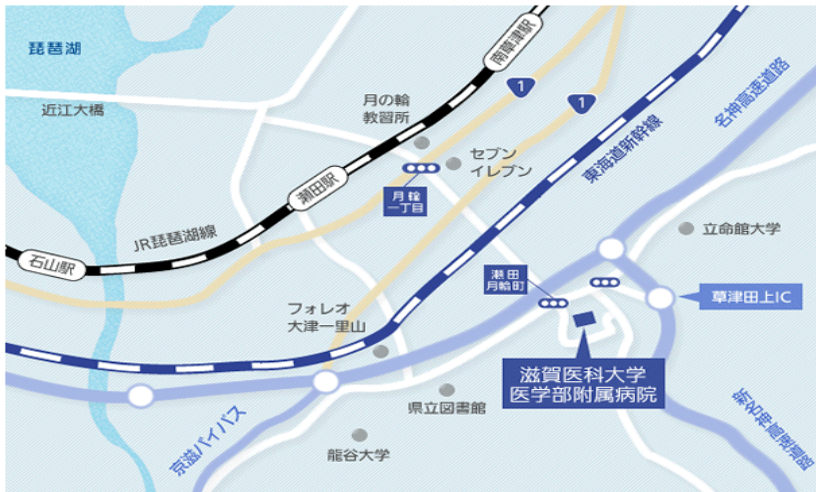 琵琶湖
南草津駅
1
近江大橋
月の輪
教習所
1
名神高速道路
セブン
イレブン
東海道新幹線
瀬田駅
月輪
一丁目
JR琵琶湖線
立命館大学
石山駅
瀬田
月輪町
草津田上IC
フォレオ
大津一里山
滋賀医科大学
医学部附属病院
県立図書館
京滋バイパス
龍谷大学
新名神高速道路